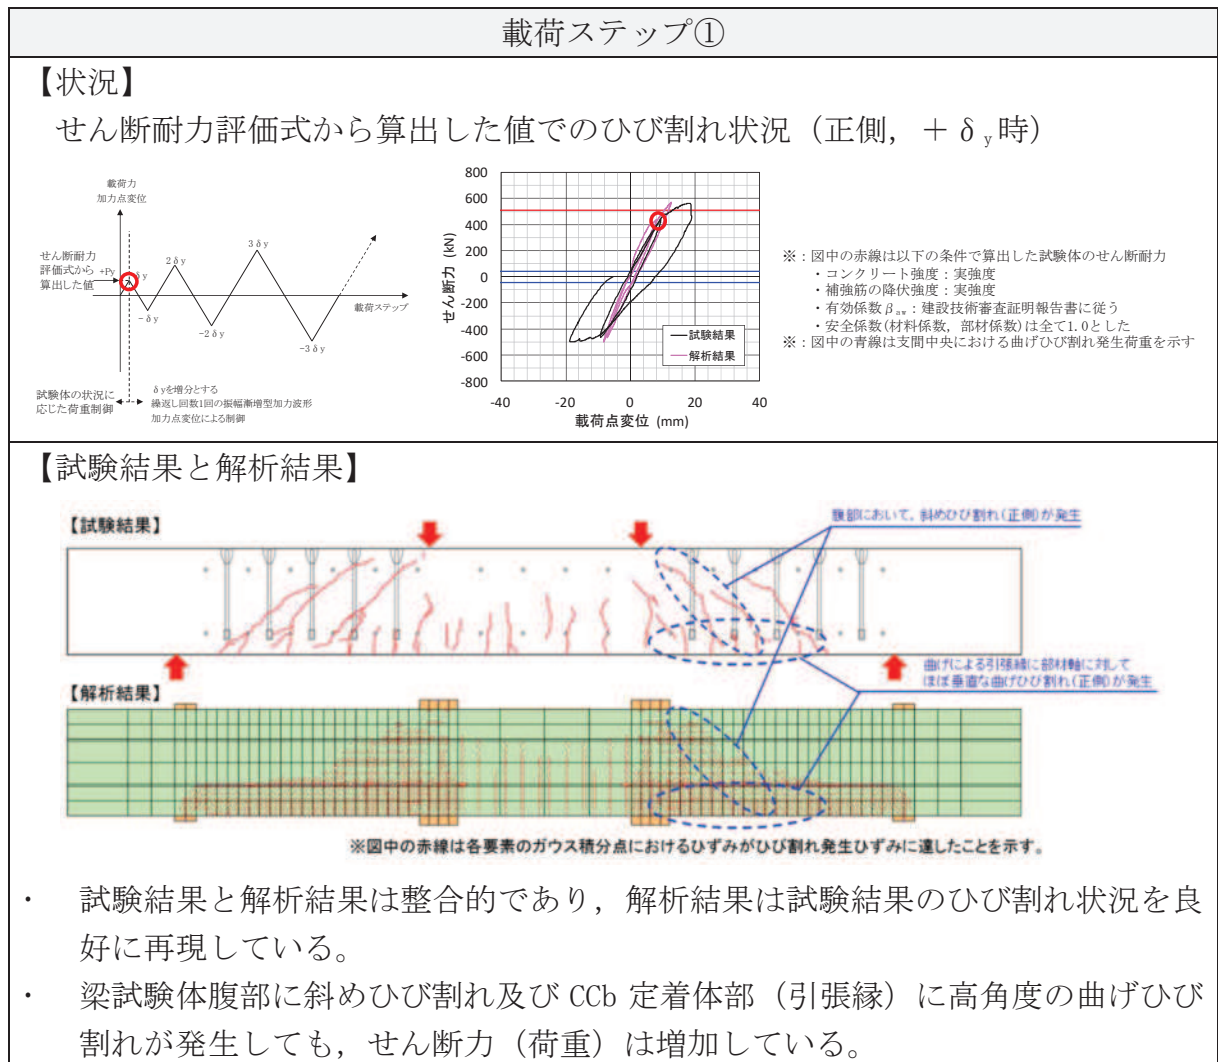 載荷ステップ①
【状況】
せん断耐力評価式から算出した値でのひび割れ状況（正側，＋δy時）
載荷力
加力点変位
せん断耐力
評価式から
算出した値
+Py
δy
2δy
3δy
-δy
-2δy
-3δy
載荷ステップ
試験体の状況に
応じた荷重制御
δyを増分とする
繰返し回数1回の振幅漸増型加力波形
加力点変位による制御
せん断力 (kN)
800
600
400
200
0
-200
-400
-600
-800
試験結果
解析結果
-40 -20 0 20 40
載荷点変位 (mm)
※：図中の赤線は以下の条件で算出した試験体のせん断耐力
・コンクリート強度：実強度
・補強筋の降伏強度：実強度
・有効係数βaw：建設技術審査証明報告書に従う
・安全係数(材料係数，部材係数)は全て1.0とした
※：図中の青線は支間中央における曲げひび割れ発生荷重を示す
【試験結果と解析結果】
【試験結果】
腹部において，斜めひび割れ(正側)が発生
曲げによる引張縁に部材軸に対して
ほぼ垂直な曲げひび割れ(正側)が発生
【解析結果】
※図中の赤線は各要素のガウス積分点におけるひずみがひび割れ発生ひずみに達したことを示す。
・ 試験結果と解析結果は整合的であり，解析結果は試験結果のひび割れ状況を良
好に再現している。
・ 梁試験体腹部に斜めひび割れ及び CCb 定着体部（引張縁）に高角度の曲げひび
割れが発生しても，せん断力（荷重）は増加している。